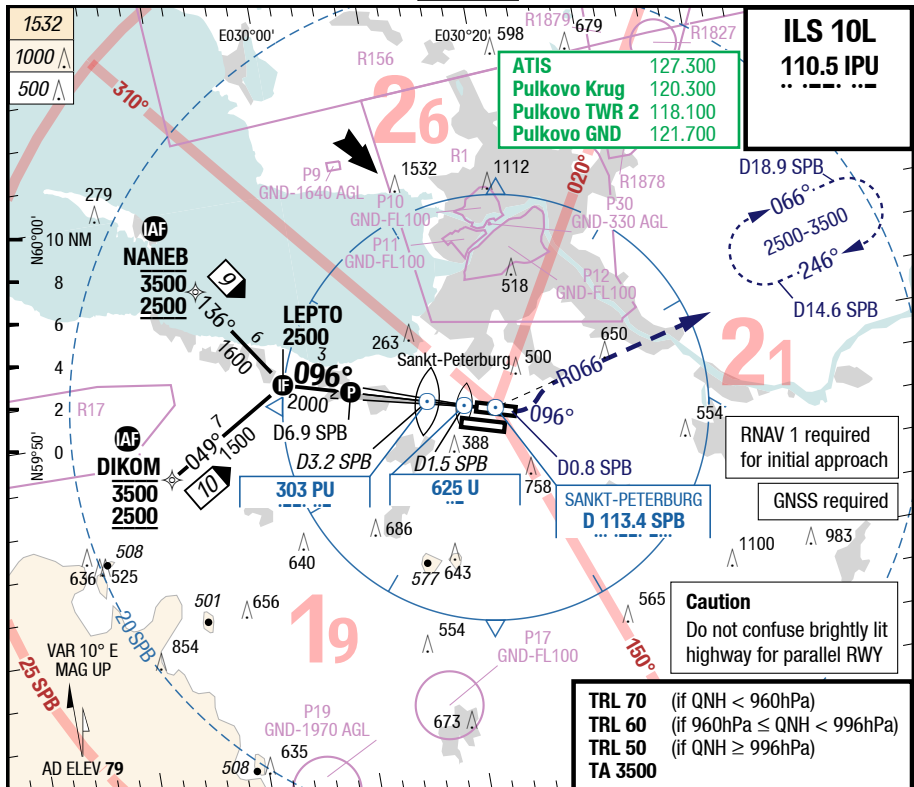 1532
1000
500
E030°00'
E030°20'
598
R1879
679
R1827
R156
ILS 10L
110.5 IPU
ATIS 127.300
Pulkovo Krug 120.300
Pulkovo TWR 2 118.100
Pulkovo GND 121.700
310°
26
R1
1532
1112
020°
R1878
P9
GND-1640 AGL
P10
GND-FL100
P30
GND-330 AGL
P11
GND-FL100
P12
GND-FL100
518
D18.9 SPB
066°
2500-3500
246°
D14.6 SPB
279
N60°00'
10 NM
8
6
4
2
0
N59°50'
IAF
NANEB
3500
2500
9
136°
6
1600
LEPTO
2500
3
096°
IF
P
2000
2
D6.9 SPB
263
Sankt-Peterburg
500
650
R066
096°
21
R17
IAF
DIKOM
3500
2500
7
049°
1500
10
D3.2 SPB
D1.5 SPB
388
D0.8 SPB
758
554
303 PU
625 U
SANKT-PETERBURG
D 113.4 SPB
RNAV 1 required
for initial approach
GNSS required
983
1100
686
640
577
643
508
636
525
501
656
854
20 SPB
19
554
565
150°
Caution
Do not confuse brightly lit
highway for parallel RWY
P17
GND-FL100
673
VAR 10° E
MAG UP
25 SPB
AD ELEV 79
P19
GND-1970 AGL
635
508
TRL 70 (if QNH < 960hPa)
TRL 60 (if 960hPa ≤ QNH < 996hPa)
TRL 50 (if QNH ≥ 996hPa)
TA 3500